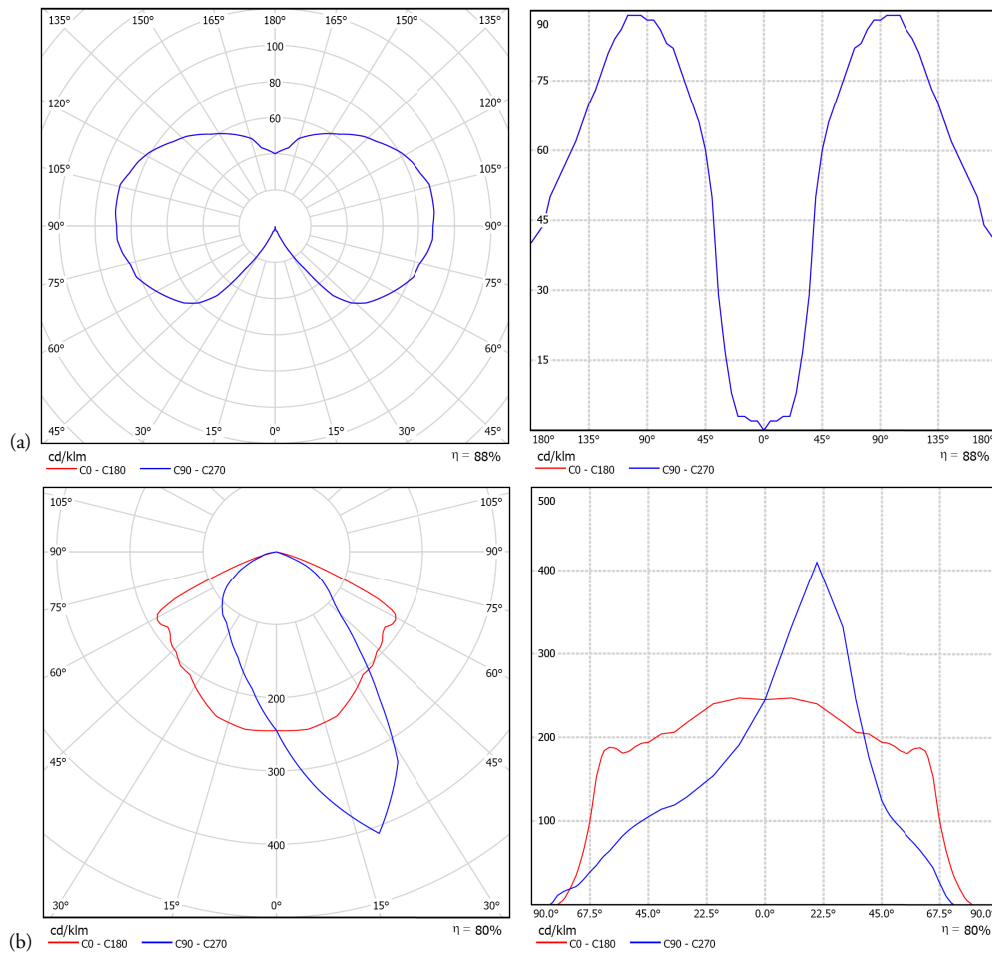 135° 150° 165° 180° 165° 150° 135°
100
80
60
120° 120°
105° 105°
90° 90°
75° 75°
60° 60°
45° 30° 15° 0° 15° 30° 45°
(a)
cd/klm η = 88%
C0 - C180 C90 - C270
90
75
60
45
30
15
180° 135° 90° 45° 0° 45° 90° 135° 180°
cd/klm η = 88%
C0 - C180 C90 - C270
105° 105°
90° 90°
75° 75°
60° 60°
200
45° 300 45°
400
30° 15° 0° 15° 30°
(b)
cd/klm η = 80%
C0 - C180 C90 - C270
500
400
300
200
100
90.0° 67.5° 45.0° 22.5° 0.0° 22.5° 45.0° 67.5° 90.0°
cd/klm η = 80%
C0 - C180 C90 - C270